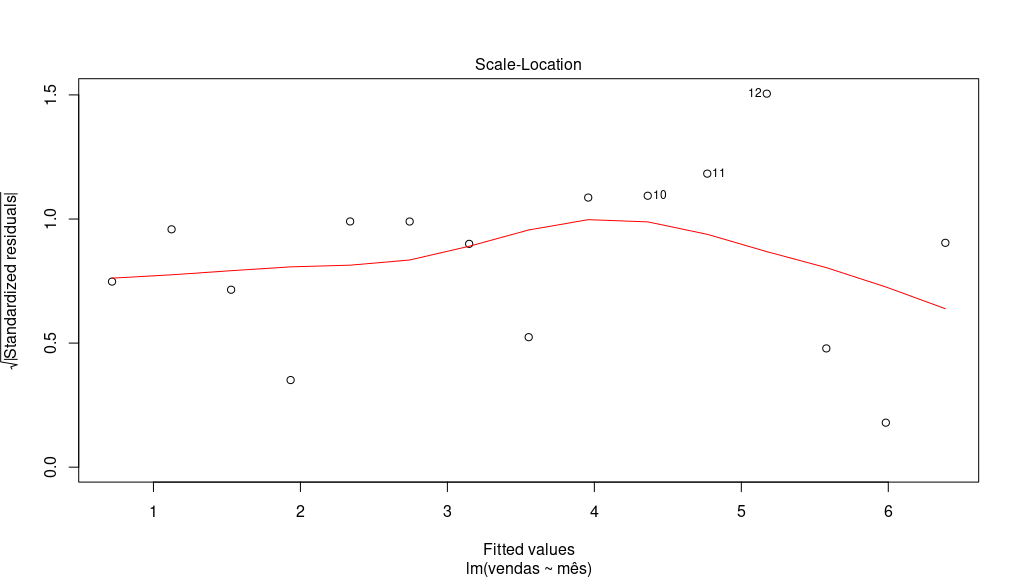 Scale-Location
√|Standardized residuals|
1.5
1.0
0.5
0.0
12
11
10
1 2 3 4 5 6
Fitted values
lm(vendas ~ mês)